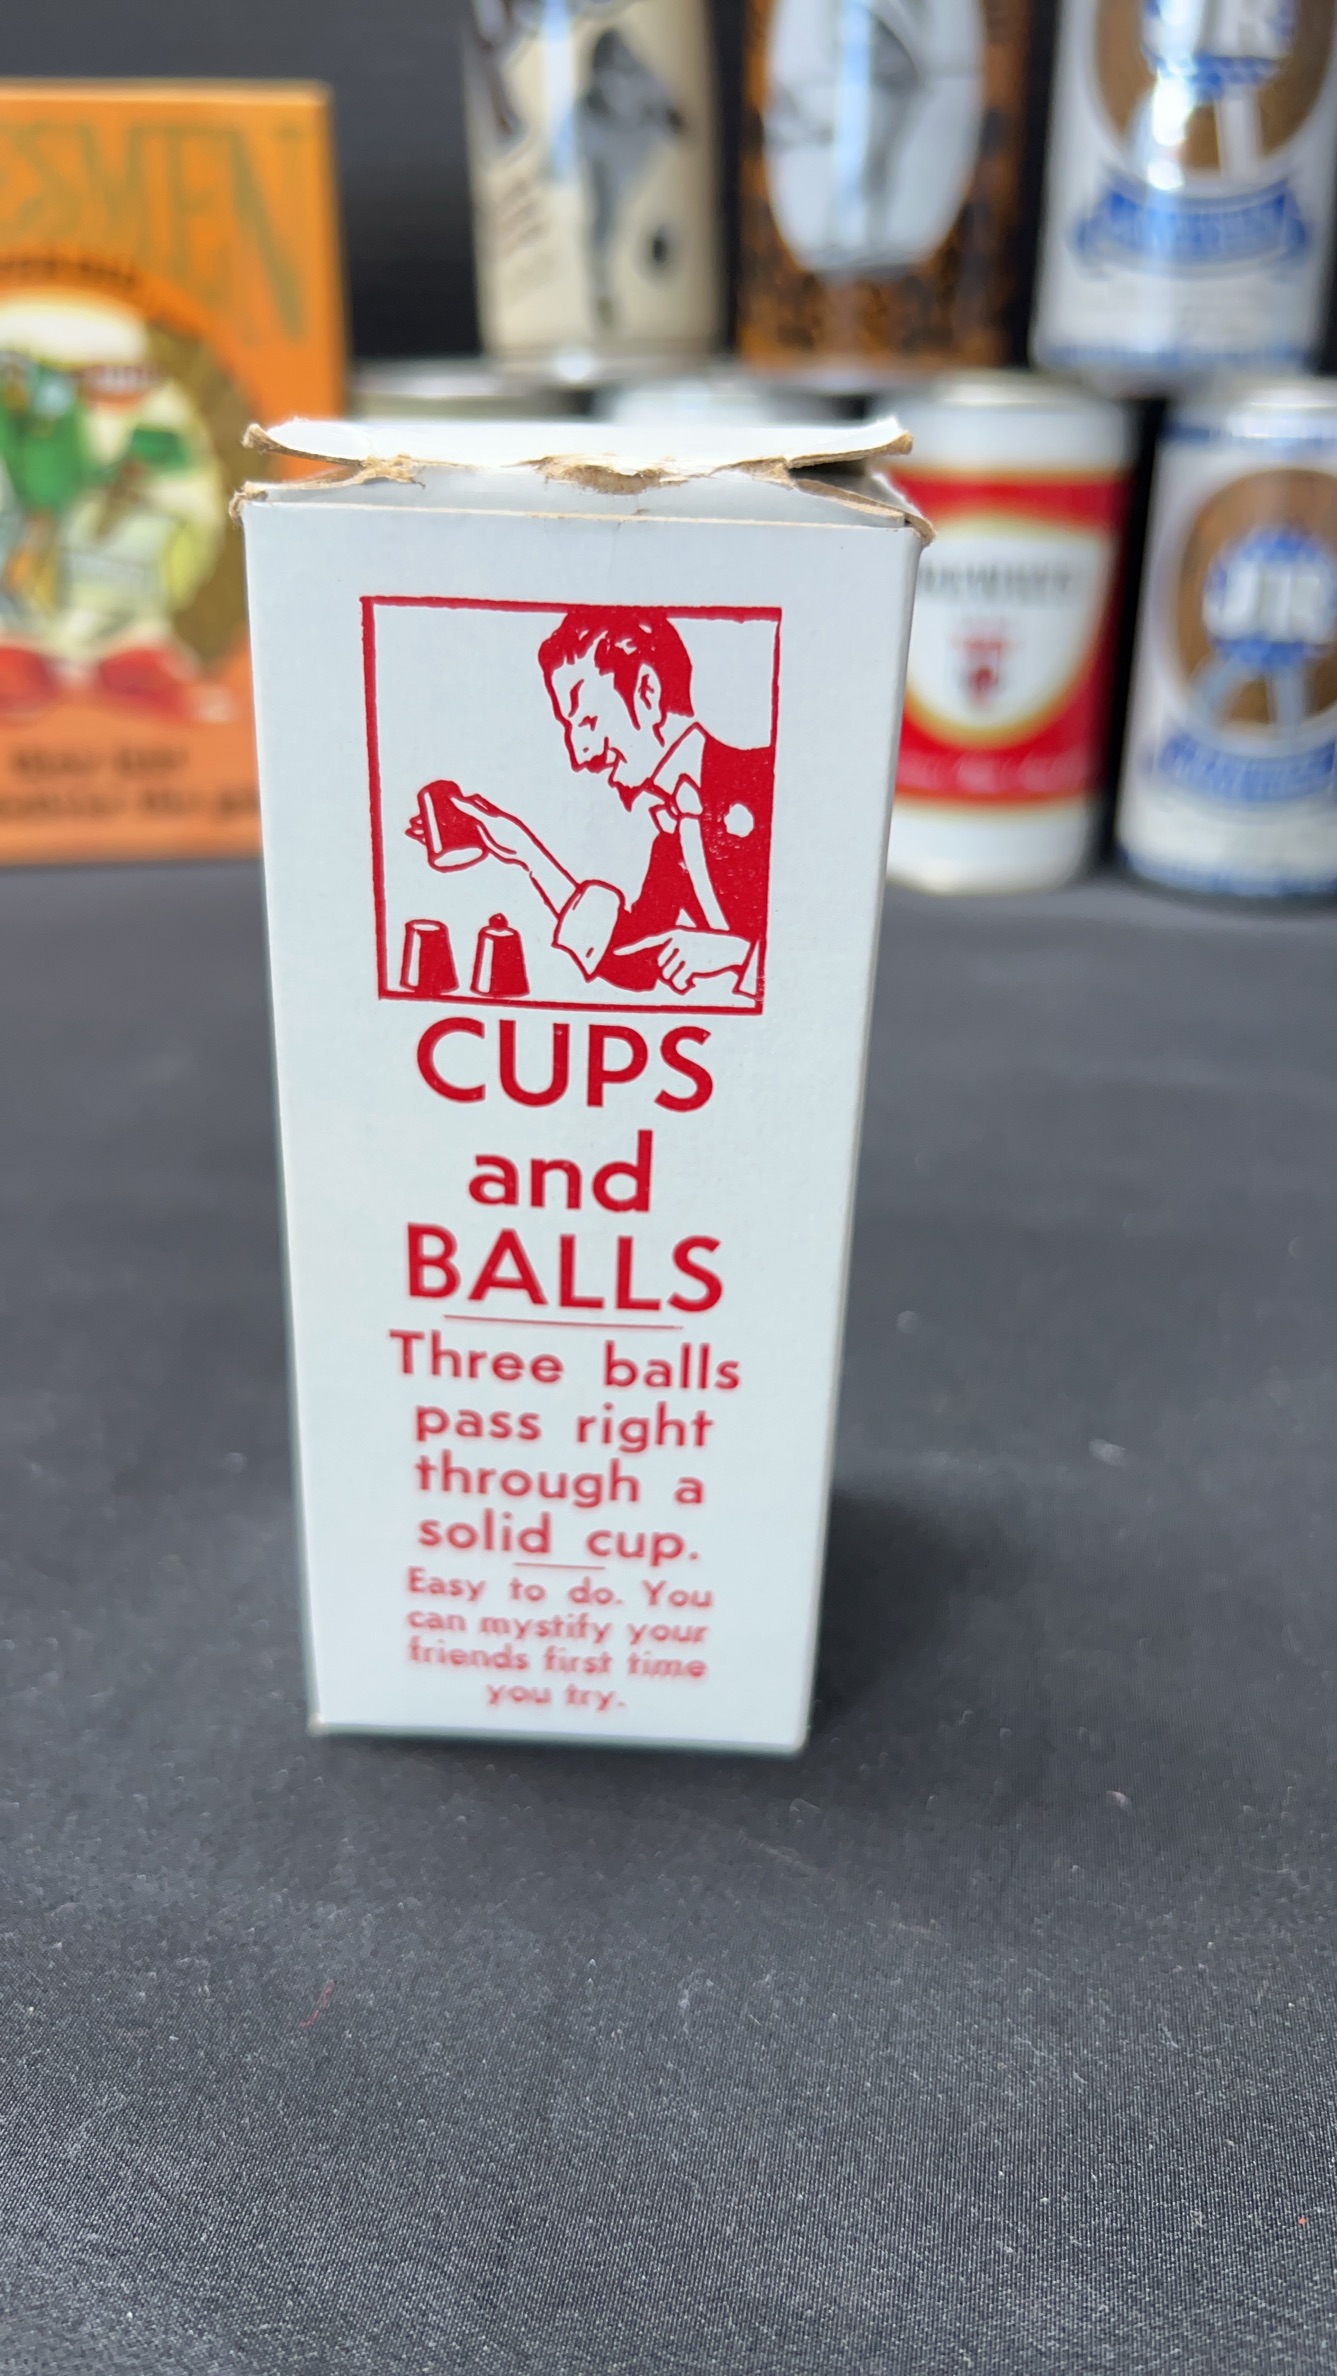 CUPS
and
BALLS
Three balls
pass right
through a
solid cup.
Easy to do. You
can mystify your
friends first time
you try.
JR